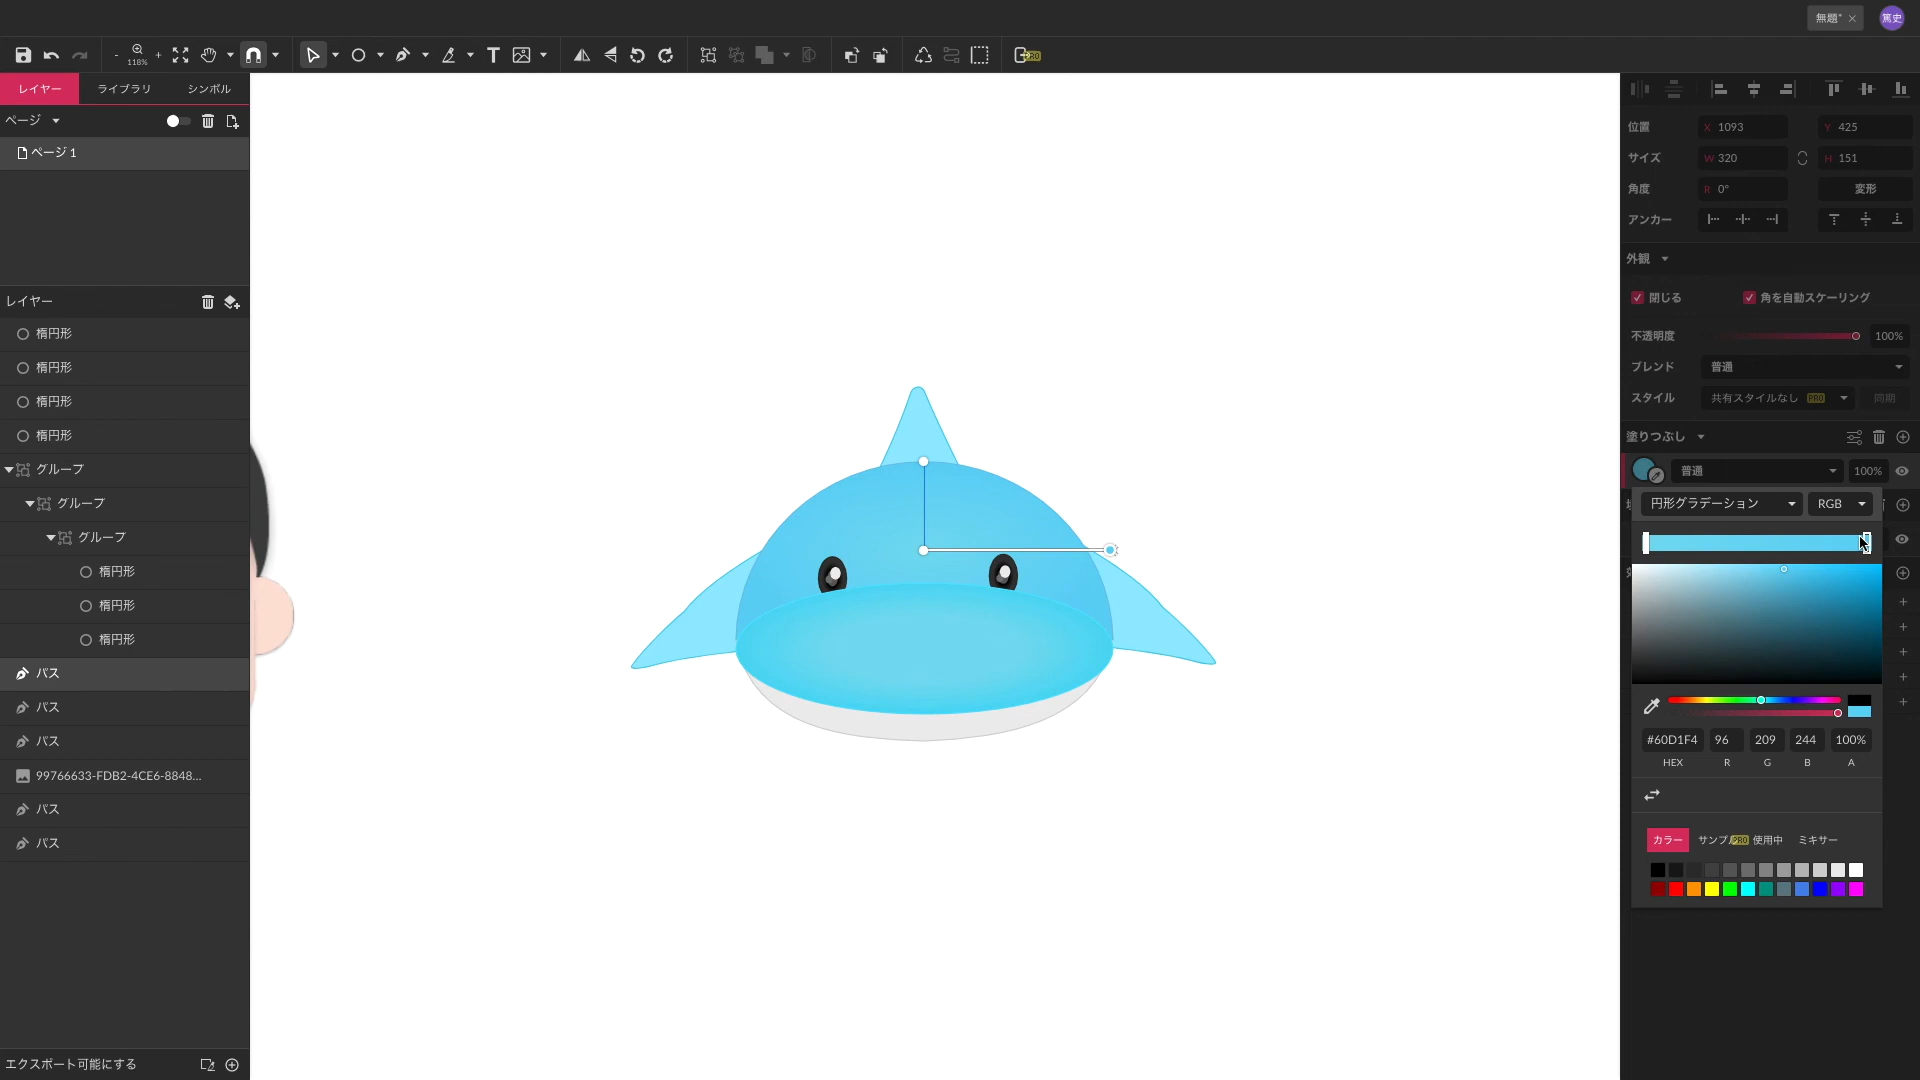 無題*
篤史
118%
PRO
レイヤー
ライブラリ
シンボル
ページ
ページ 1
レイヤー
楕円形
楕円形
楕円形
楕円形
グループ
グループ
グループ
楕円形
楕円形
楕円形
パス
パス
パス
99766633-FDB2-4CE6-8848...
パス
パス
エクスポート可能にする
位置 X 1093 Y 425
サイズ W 320 H 151
角度 R 0° 変形
アンカー
外観
閉じる 角を自動スケーリング
不透明度 100%
ブレンド 普通
スタイル 共有スタイルなし PRO 同期
塗りつぶし
普通 100%
円形グラデーション RGB
#60D1F4 96 209 244 100%
HEX R G B A
カラー サンプル PRO 使用中 ミキサー